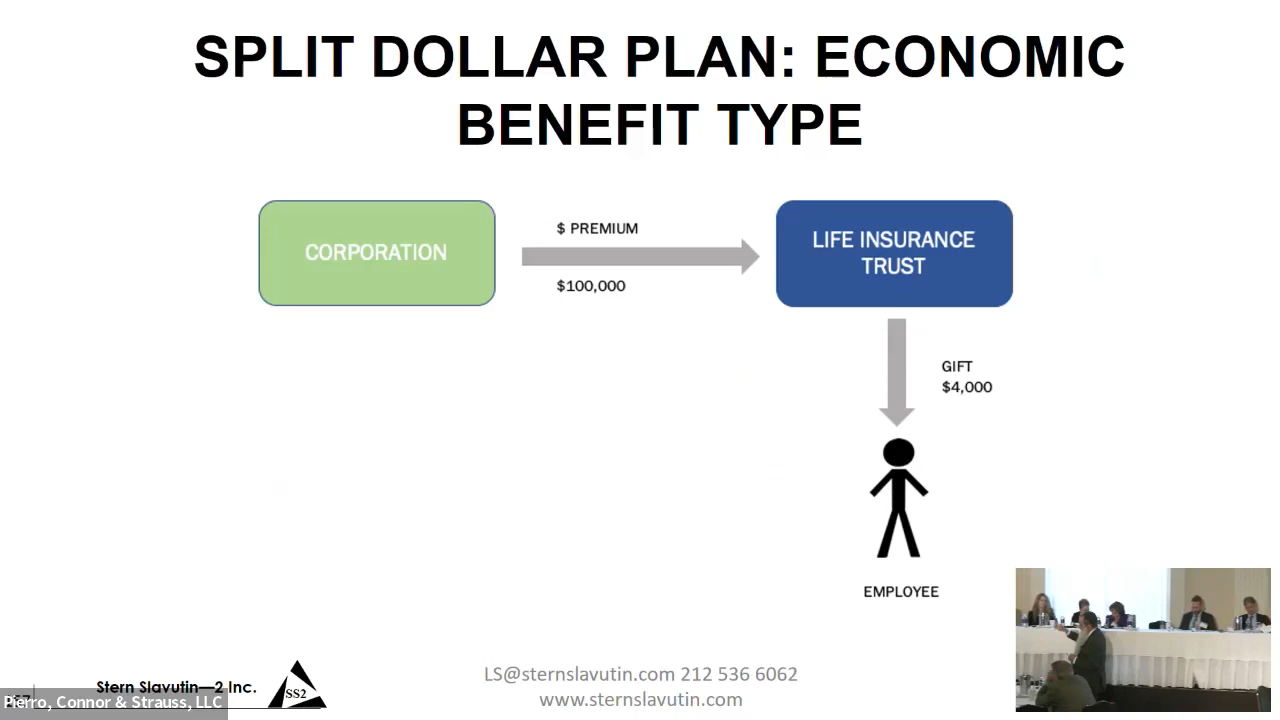 SPLIT DOLLAR PLAN: ECONOMIC
BENEFIT TYPE
CORPORATION
$ PREMIUM
$100,000
LIFE INSURANCE
TRUST
GIFT
$4,000
EMPLOYEE
Stern Slavutin—2 Inc.
SS2
LS@sternslavutin.com 212 536 6062
www.sternslavutin.com
Pierro, Connor & Strauss, LLC